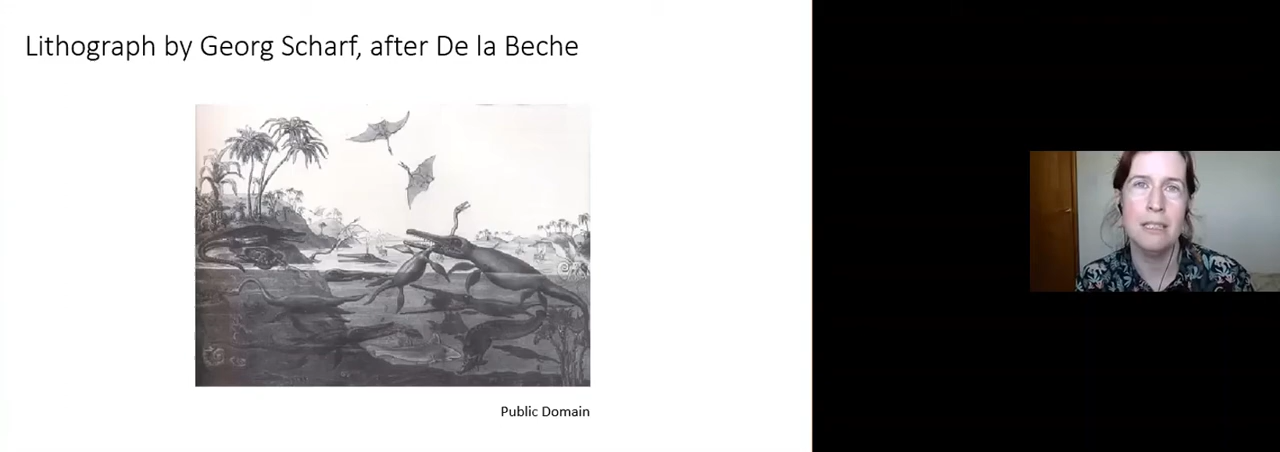 Lithograph by Georg Scharf, after De la Beche
Public Domain